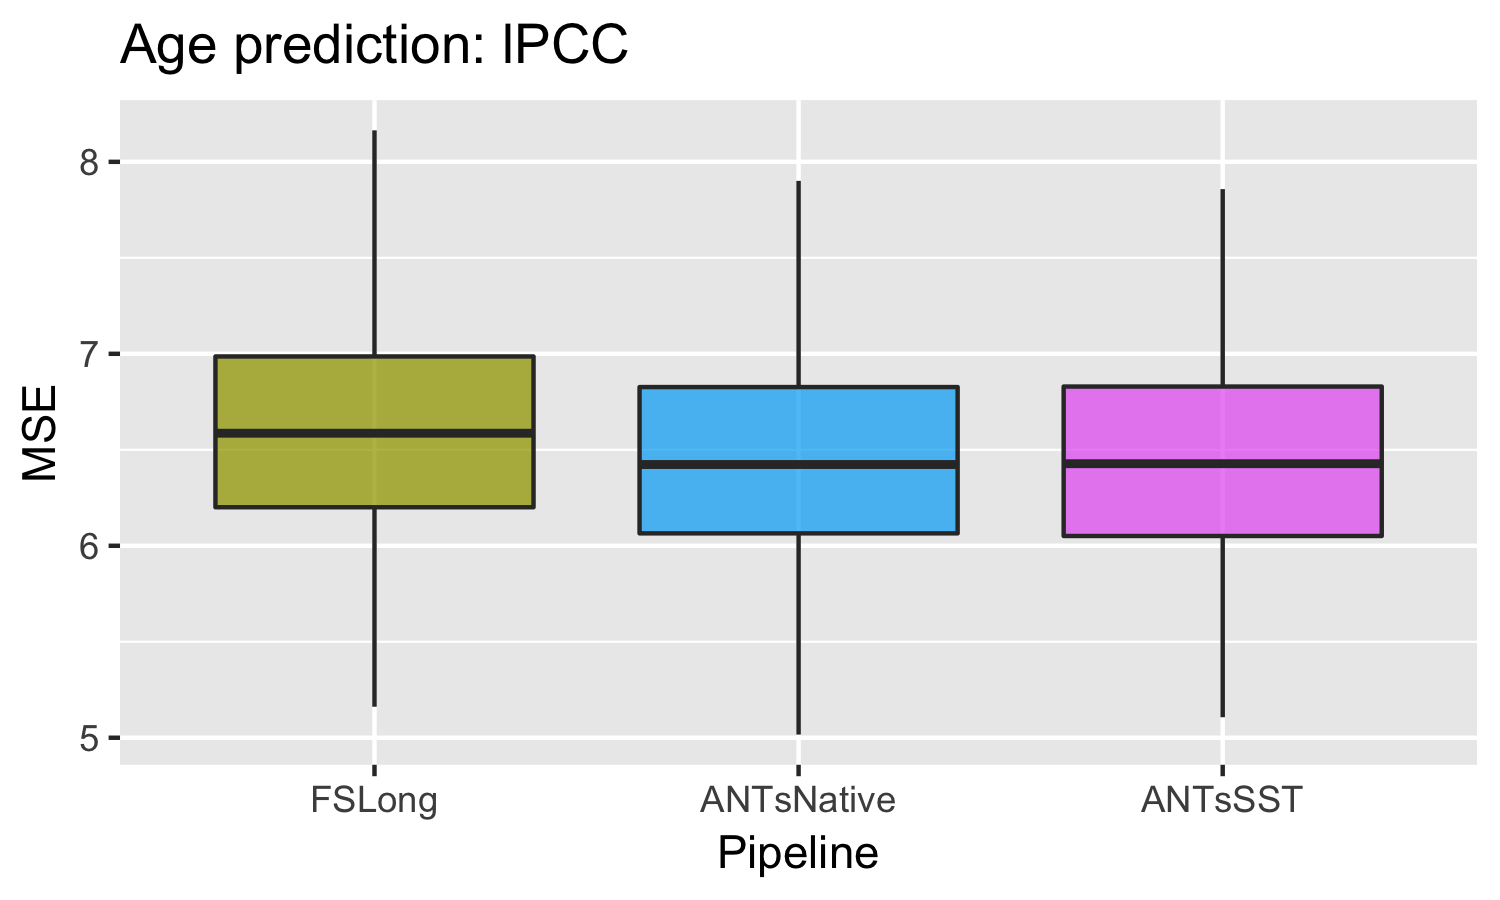 Age prediction: IPCC
8
7
6
5
MSE
FSLong ANTsNative ANTsSST
Pipeline